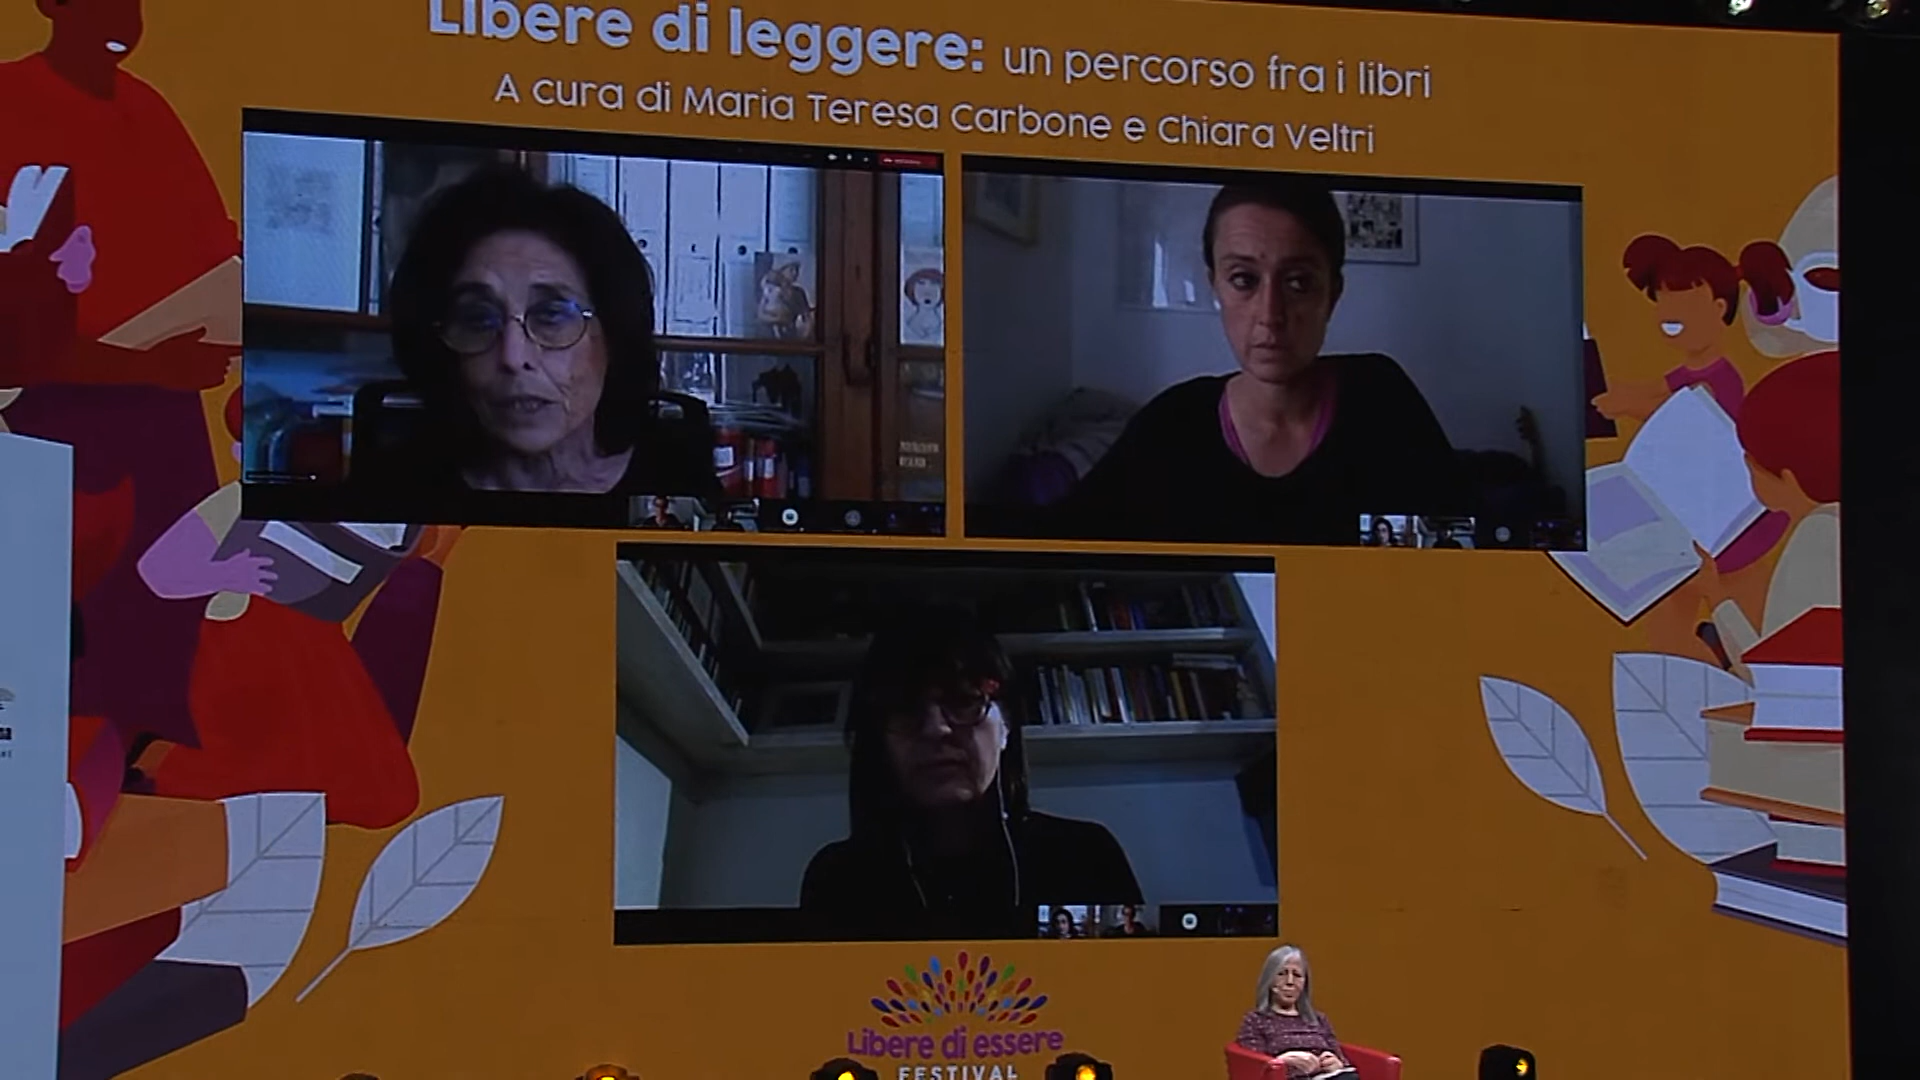 Libere di leggere: un percorso fra i libri
A cura di Maria Teresa Carbone e Chiara Veltri
Libere di essere
FESTIVAL